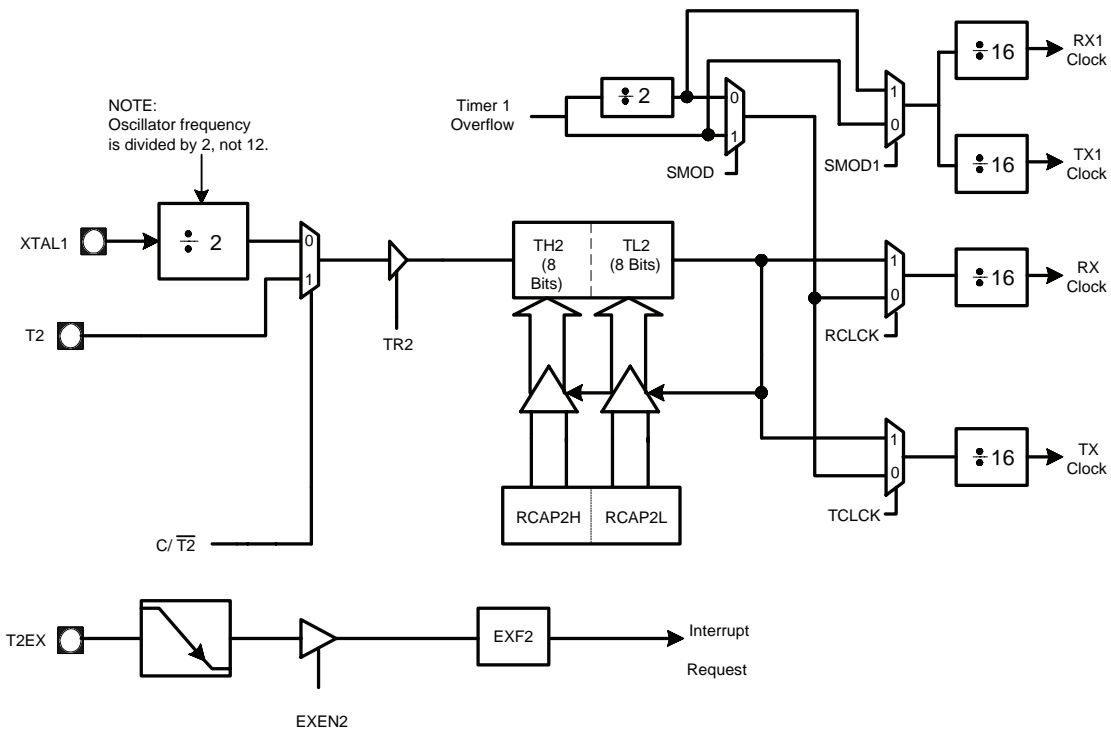 Timer 1
Overflow
÷ 2
0
1
SMOD
1
0
SMOD1
÷ 16
RX1
Clock
÷ 16
TX1
Clock
NOTE:
Oscillator frequency
is divided by 2, not 12.
XTAL1
÷ 2
0
1
T2
TR2
C/ T2
TH2
(8
Bits)
TL2
(8 Bits)
RCAP2H
RCAP2L
1
0
RCLCK
÷ 16
RX
Clock
1
0
TCLCK
÷ 16
TX
Clock
T2EX
EXEN2
EXF2
Interrupt
Request